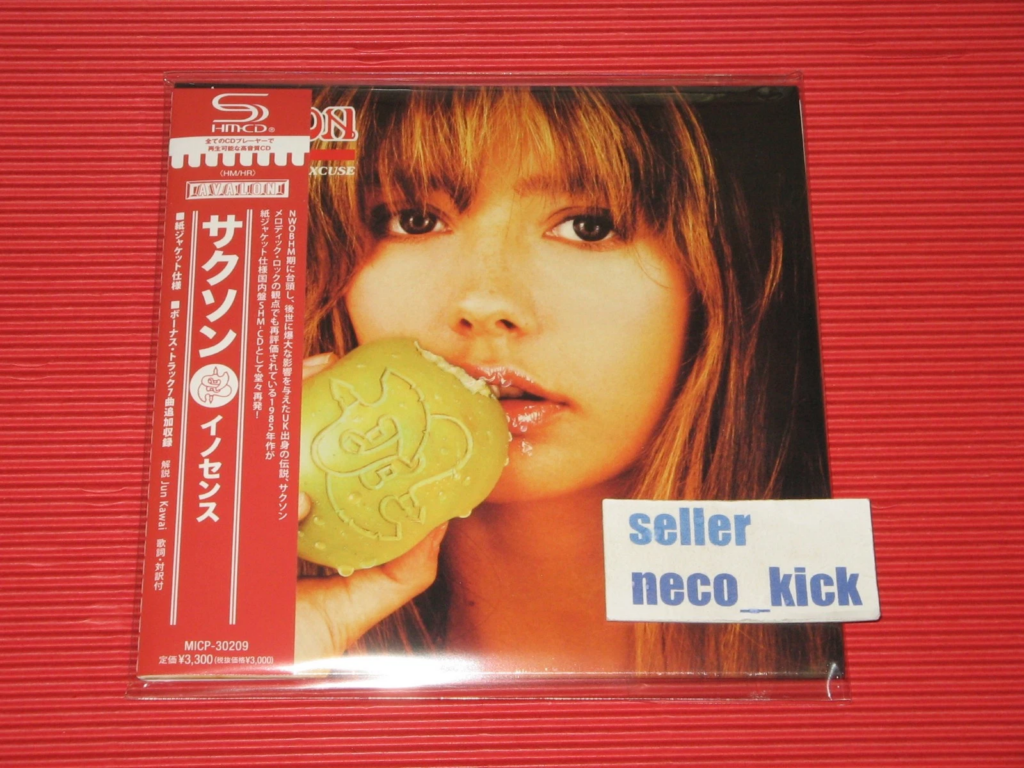 SHM-CD®
全てのCDプレーヤーで
再生可能な高音質CD
〈HM/HR〉
AVALON
NWOBHM期に台頭し、後世に爆大な影響を与えたUK出身の伝説、サクソン
メロディック・ロックの観点でも再評価されている1985年作が
紙ジャケット仕様国内盤SHM-CDとして堂々再発!
サクソン
イノセンス
■紙ジャケット仕様 ■ボーナス・トラック7曲追加収録 解説 Jun Kawai 歌詞・対訳付
MICP-30209
定価¥3,300(税抜価格¥3,000)
ON
XCUSE
seller
neco_kick